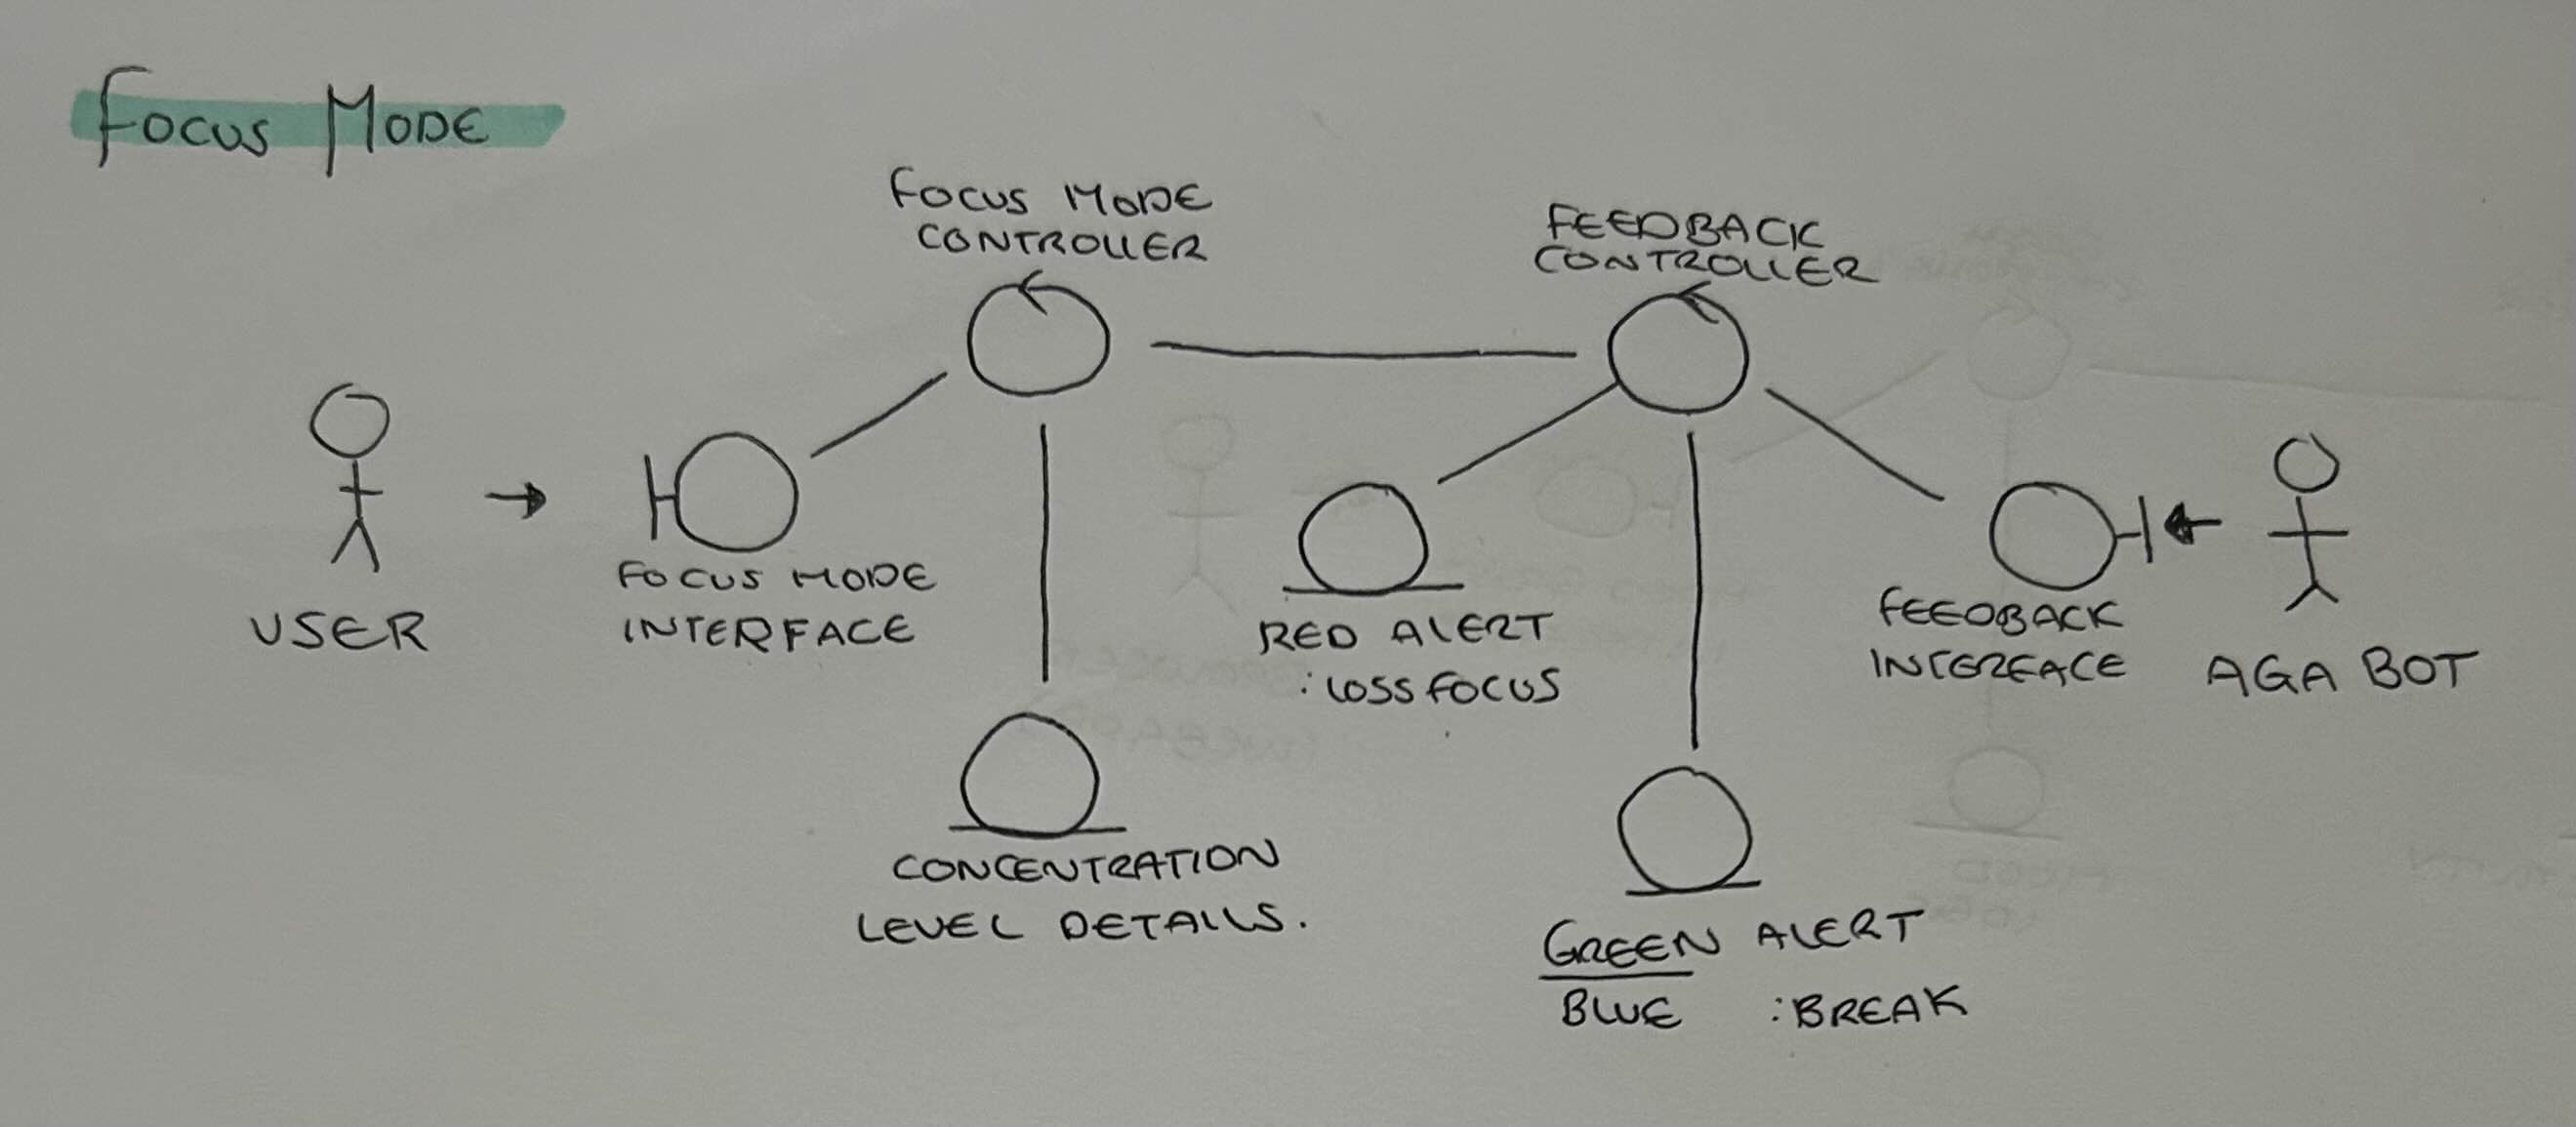 Focus Mode
FOCUS MODE
CONTROLLER
FEEDBACK
CONTROLLER
USER
FOCUS MODE
INTERFACE
RED ALERT
: LOSS FOCUS
FEEDBACK
INTERFACE
AGA BOT
CONCENTRATION
LEVEL DETAILS.
GREEN ALERT
BLUE : BREAK